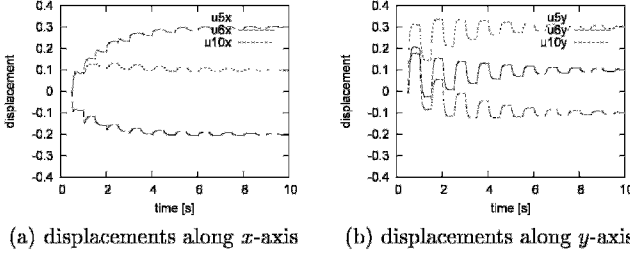 0.4
0.3
0.2
0.1
0
-0.1
-0.2
-0.3
-0.4
displacement
u5x
u6x
u10x
0 2 4 6 8 10
time [s]
(a) displacements along x-axis
0.4
0.3
0.2
0.1
0
-0.1
-0.2
-0.3
-0.4
displacement
u5y
u6y
u10y
0 2 4 6 8 10
time [s]
(b) displacements along y-axis